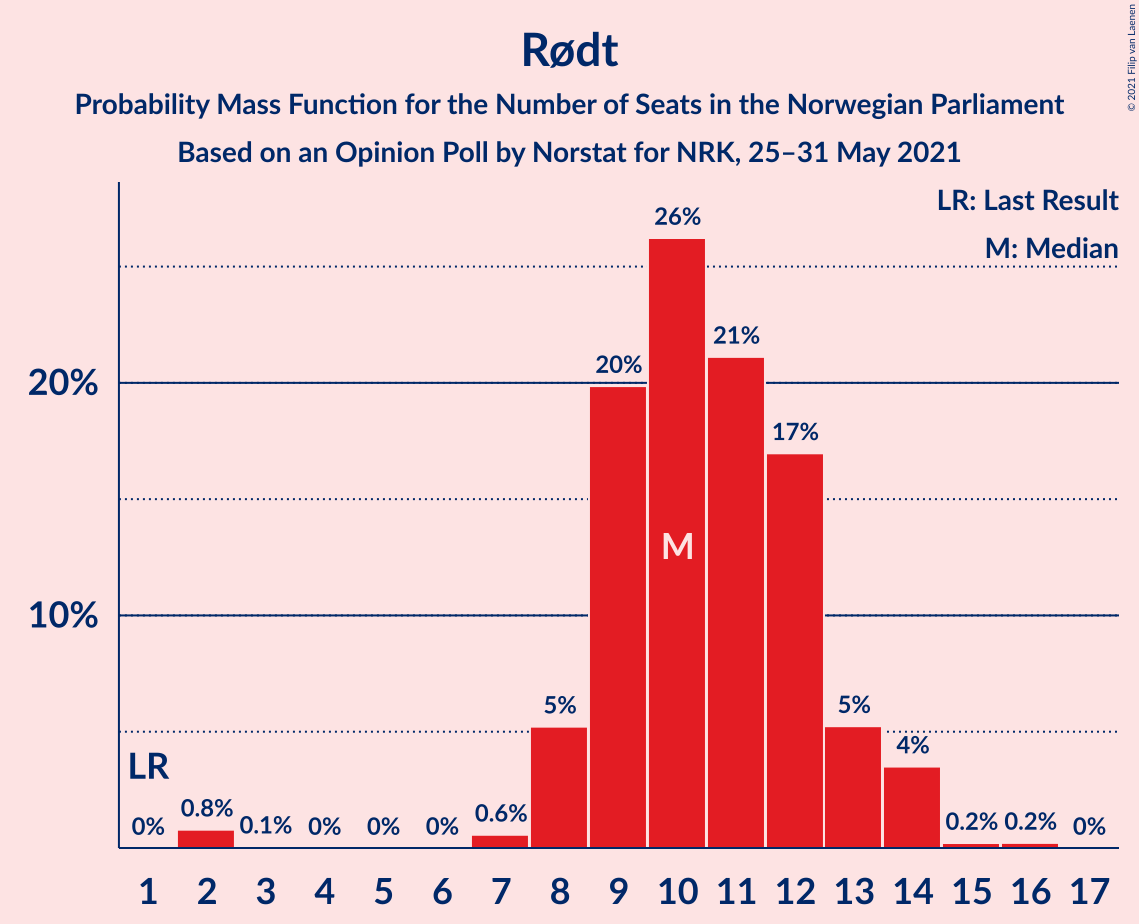 © 2021 Filip van Laenen
Rødt
Probability Mass Function for the Number of Seats in the Norwegian Parliament
Based on an Opinion Poll by Norstat for NRK, 25–31 May 2021
LR: Last Result
M: Median
26%
21%
20%
20%
17%
M
10%
5%
5%
4%
LR
0%
0.8%
0.1%
0%
0%
0%
0.6%
0.2%
0.2%
0%
1 2 3 4 5 6 7 8 9 10 11 12 13 14 15 16 17